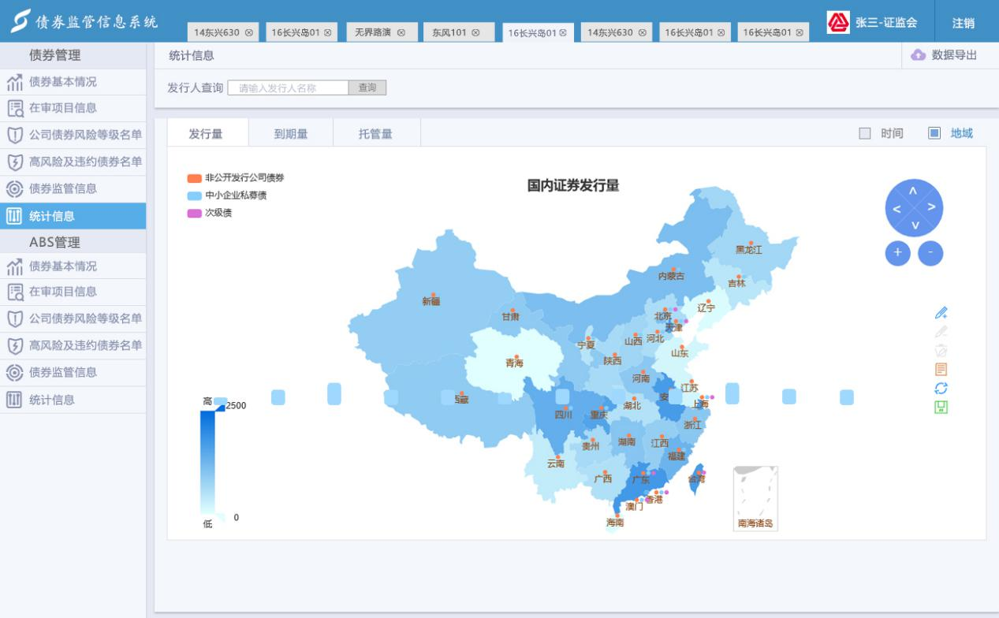 债券监管信息系统
14东兴630 16长兴岛01 无界路演 东风101 16长兴岛01 14东兴630 16长兴岛01 16长兴岛01
张三-证监会 注销
债券管理
债券基本情况
在审项目信息
公司债券风险等级名单
高风险及违约债券名单
债券监管信息
统计信息
ABS管理
债券基本情况
在审项目信息
公司债券风险等级名单
高风险及违约债券名单
债券监管信息
统计信息
统计信息 数据导出
发行人查询 请输入发行人名称 查询
发行量 到期量 托管量 时间 地域
非公开发行公司债券
中小企业私募债
次级债
国内证券发行量
黑龙江
内蒙古
吉林
新疆
辽宁
甘肃
北京
天津
宁夏 山西 河北
山东
陕西
青海
河南
江苏
西藏
安
上海
湖北
四川 重庆
浙江
湖南 江西
贵州
福建
云南
广西 广东 台湾
香港
澳门
海南
南海诸岛
高
2500
低
0
+ -